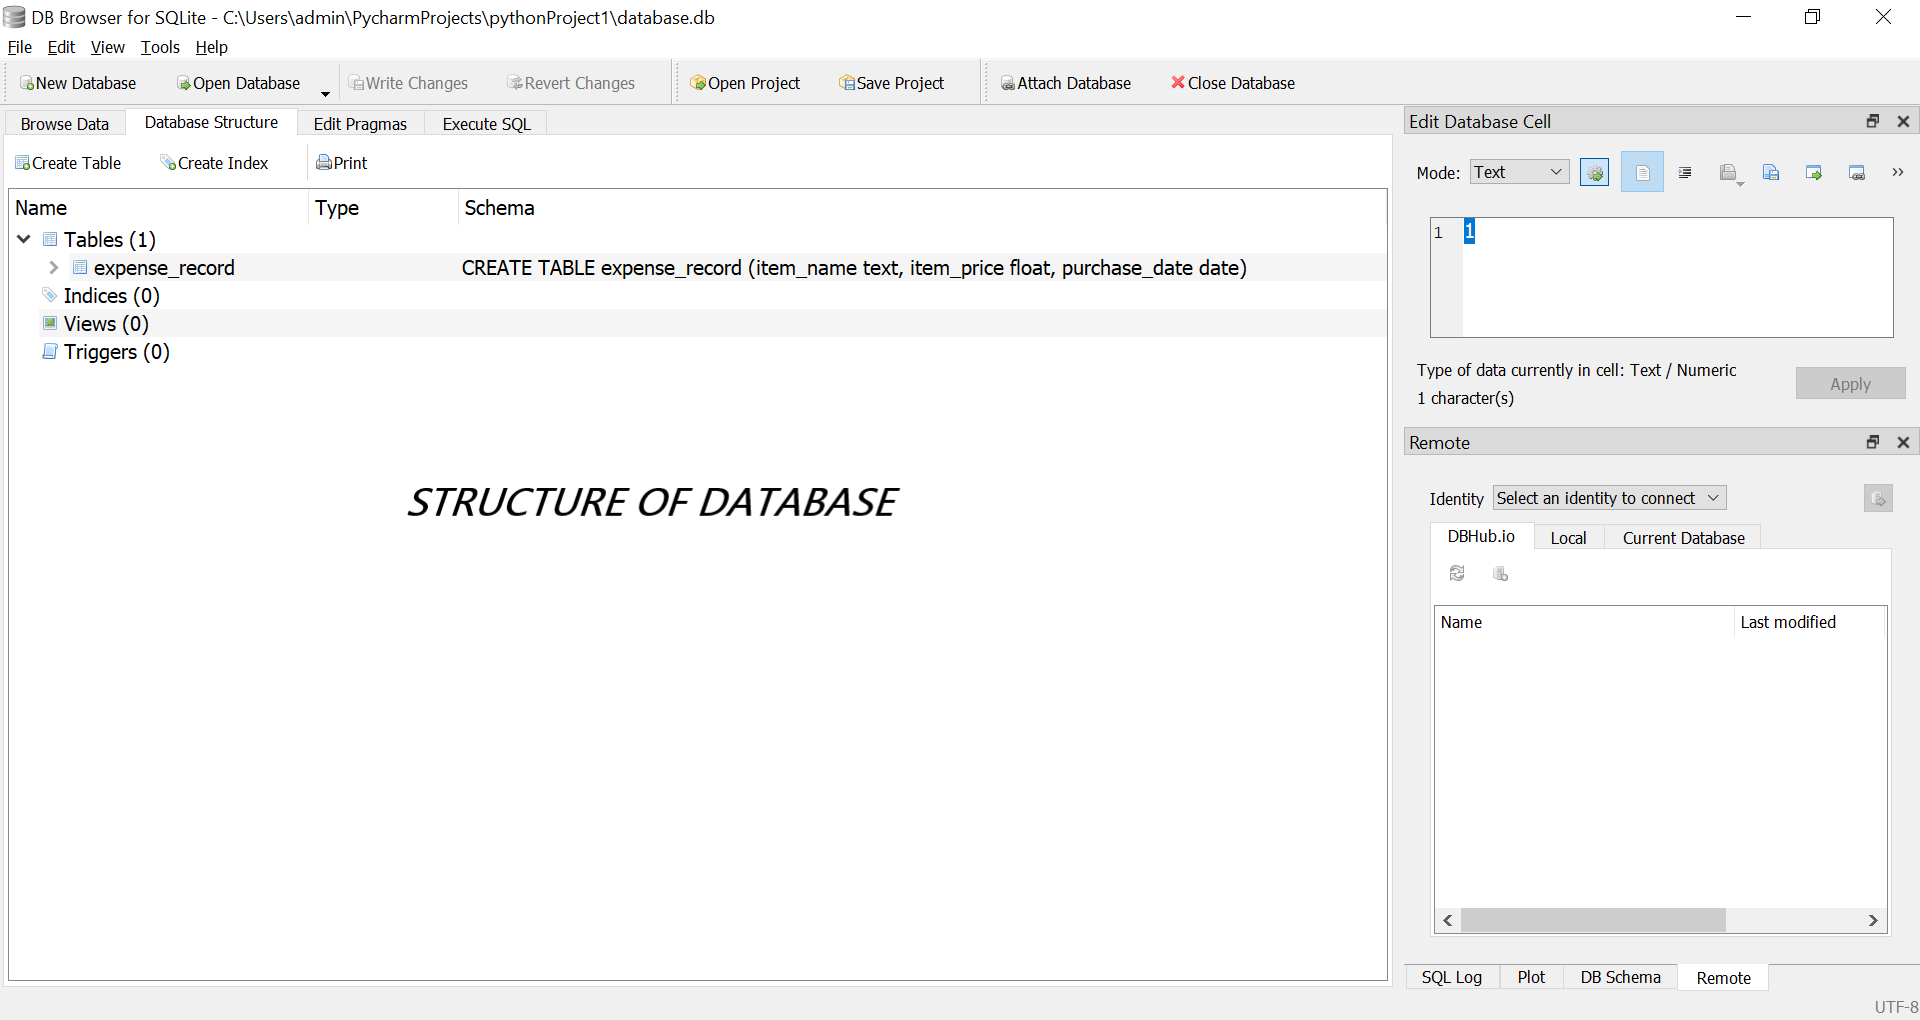 DB Browser for SQLite - C:\Users\admin\PycharmProjects\pythonProject1\database.db
File Edit View Tools Help
New Database Open Database Write Changes Revert Changes Open Project Save Project Attach Database Close Database
Browse Data Database Structure Edit Pragmas Execute SQL
Create Table Create Index Print
Name Type Schema
Tables (1)
expense_record CREATE TABLE expense_record (item_name text, item_price float, purchase_date date)
Indices (0)
Views (0)
Triggers (0)
STRUCTURE OF DATABASE
Edit Database Cell
Mode: Text
1 1
Type of data currently in cell: Text / Numeric
1 character(s)
Apply
Remote
Identity Select an identity to connect
DBHub.io Local Current Database
Name Last modified
SQL Log Plot DB Schema Remote
UTF-8